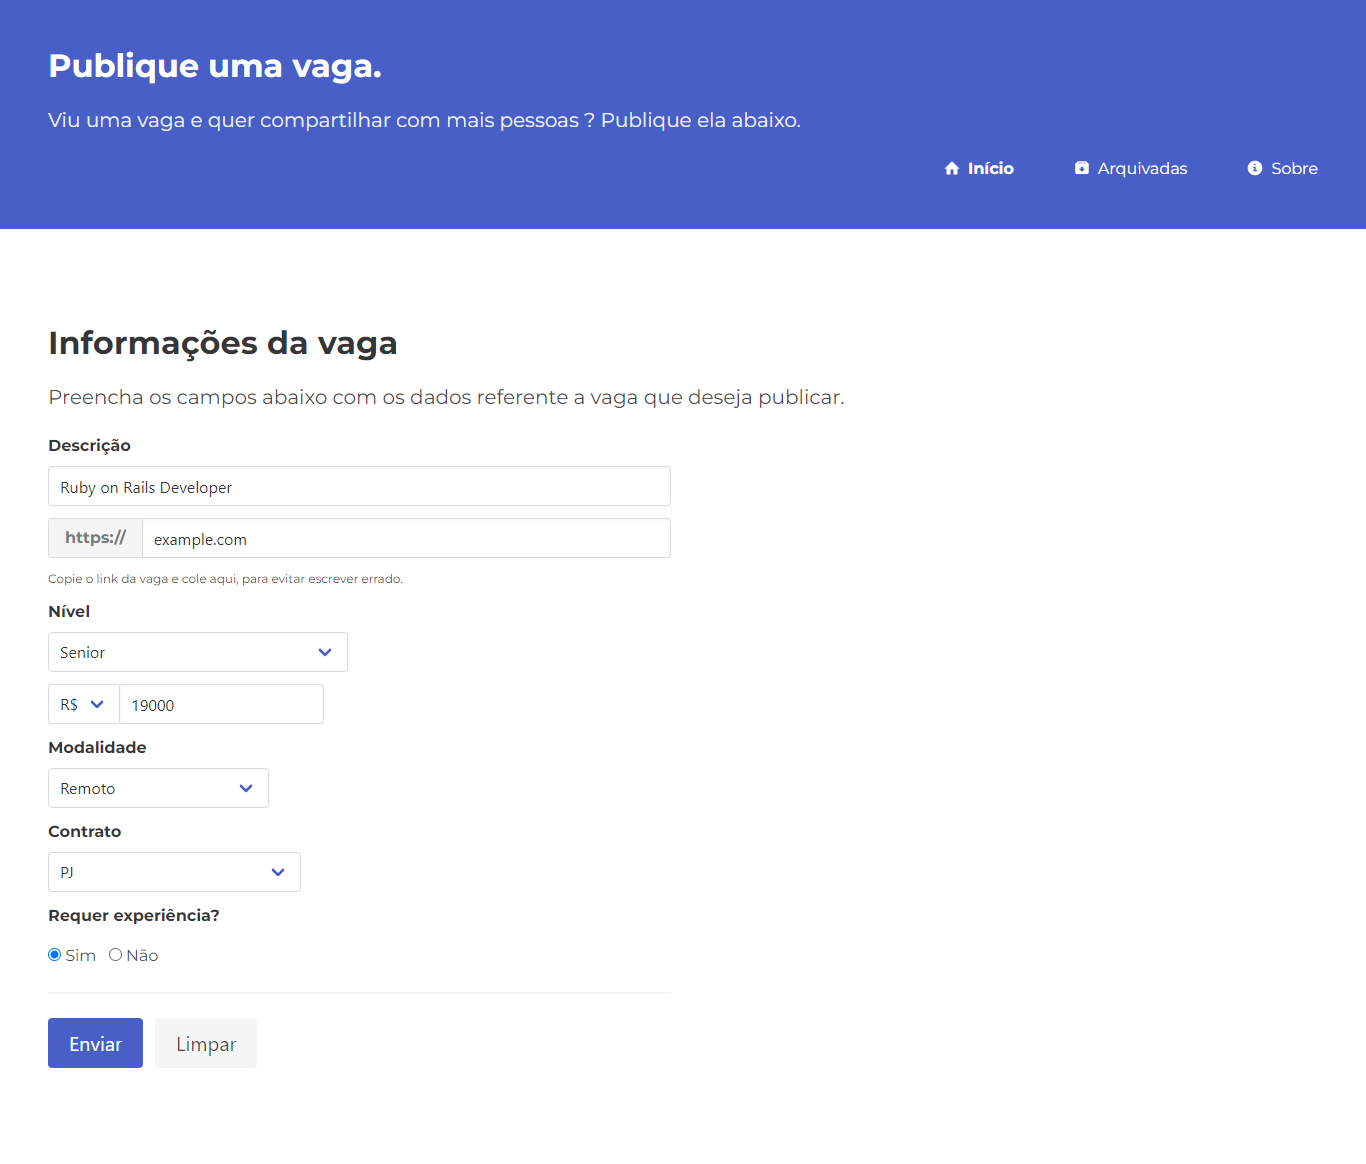 Publique uma vaga.
Viu uma vaga e quer compartilhar com mais pessoas ? Publique ela abaixo.
Início Arquivadas Sobre
Informações da vaga
Preencha os campos abaixo com os dados referente a vaga que deseja publicar.
Descrição
Ruby on Rails Developer
https:// example.com
Copie o link da vaga e cole aqui, para evitar escrever errado.
Nível
Senior
R$ 19000
Modalidade
Remoto
Contrato
PJ
Requer experiência?
Sim Não
Enviar Limpar